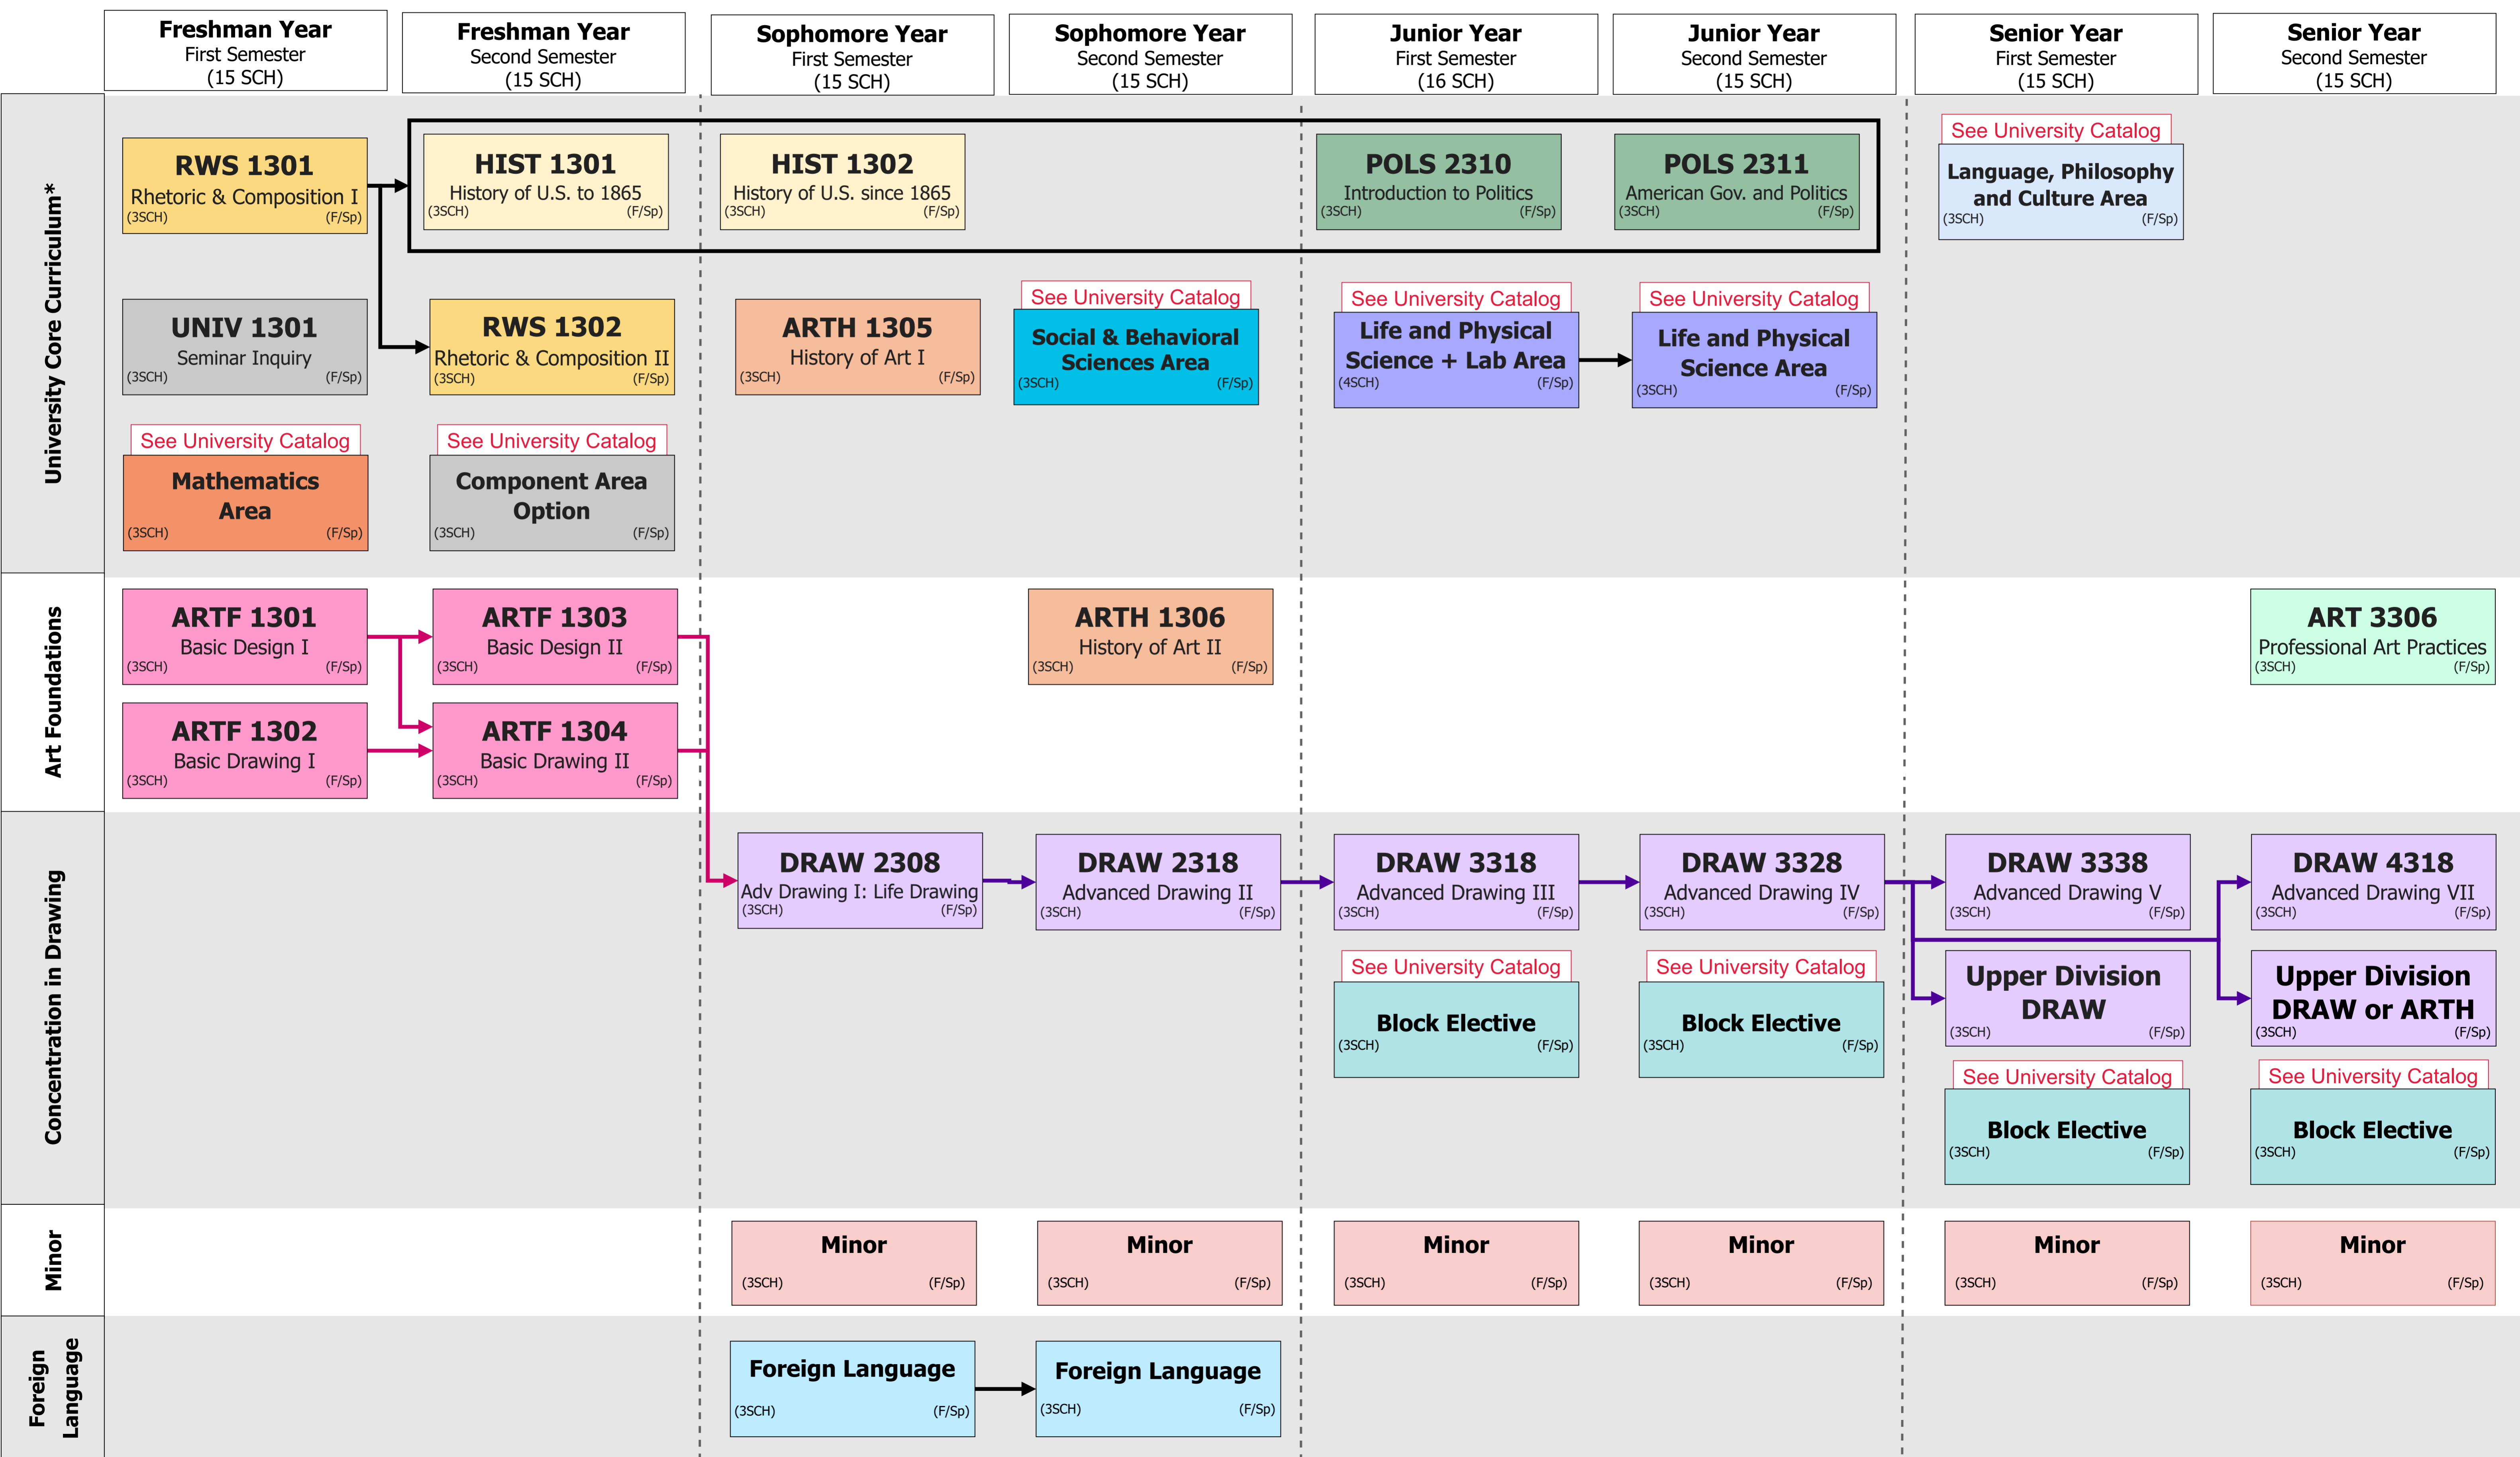 Freshman Year
First Semester
(15 SCH)
Freshman Year
Second Semester
(15 SCH)
Sophomore Year
First Semester
(15 SCH)
Sophomore Year
Second Semester
(15 SCH)
Junior Year
First Semester
(16 SCH)
Junior Year
Second Semester
(15 SCH)
Senior Year
First Semester
(15 SCH)
Senior Year
Second Semester
(15 SCH)
University Core Curriculum*
RWS 1301
Rhetoric & Composition I
(3SCH) (F/Sp)
HIST 1301
History of U.S. to 1865
(3SCH) (F/Sp)
HIST 1302
History of U.S. since 1865
(3SCH) (F/Sp)
POLS 2310
Introduction to Politics
(3SCH) (F/Sp)
POLS 2311
American Gov. and Politics
(3SCH) (F/Sp)
See University Catalog
Language, Philosophy
and Culture Area
(3SCH) (F/Sp)
UNIV 1301
Seminar Inquiry
(3SCH) (F/Sp)
RWS 1302
Rhetoric & Composition II
(3SCH) (F/Sp)
ARTH 1305
History of Art I
(3SCH) (F/Sp)
See University Catalog
Social & Behavioral
Sciences Area
(3SCH) (F/Sp)
See University Catalog
Life and Physical
Science + Lab Area
(4SCH) (F/Sp)
See University Catalog
Life and Physical
Science Area
(3SCH) (F/Sp)
See University Catalog
Mathematics
Area
(3SCH) (F/Sp)
See University Catalog
Component Area
Option
(3SCH) (F/Sp)
Art Foundations
ARTF 1301
Basic Design I
(3SCH) (F/Sp)
ARTF 1303
Basic Design II
(3SCH) (F/Sp)
ARTH 1306
History of Art II
(3SCH) (F/Sp)
ART 3306
Professional Art Practices
(3SCH) (F/Sp)
ARTF 1302
Basic Drawing I
(3SCH) (F/Sp)
ARTF 1304
Basic Drawing II
(3SCH) (F/Sp)
Concentration in Drawing
DRAW 2308
Adv Drawing I: Life Drawing
(3SCH) (F/Sp)
DRAW 2318
Advanced Drawing II
(3SCH) (F/Sp)
DRAW 3318
Advanced Drawing III
(3SCH) (F/Sp)
DRAW 3328
Advanced Drawing IV
(3SCH) (F/Sp)
DRAW 3338
Advanced Drawing V
(3SCH) (F/Sp)
DRAW 4318
Advanced Drawing VII
(3SCH) (F/Sp)
See University Catalog
Block Elective
(3SCH) (F/Sp)
See University Catalog
Block Elective
(3SCH) (F/Sp)
Upper Division
DRAW
(3SCH) (F/Sp)
Upper Division
DRAW or ARTH
(3SCH) (F/Sp)
See University Catalog
Block Elective
(3SCH) (F/Sp)
See University Catalog
Block Elective
(3SCH) (F/Sp)
Minor
Minor
(3SCH) (F/Sp)
Minor
(3SCH) (F/Sp)
Minor
(3SCH) (F/Sp)
Minor
(3SCH) (F/Sp)
Minor
(3SCH) (F/Sp)
Minor
(3SCH) (F/Sp)
Foreign
Language
Foreign Language
(3SCH) (F/Sp)
Foreign Language
(3SCH) (F/Sp)